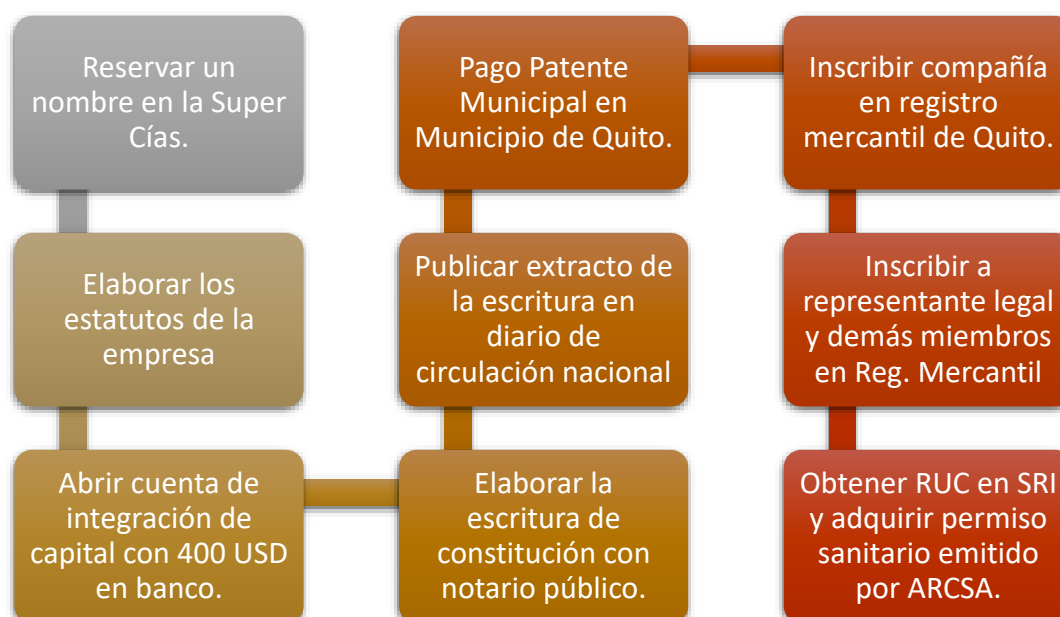 Reservar un
nombre en la Super
Cías.
Elaborar los
estatutos de la
empresa
Abrir cuenta de
integración de
capital con 400 USD
en banco.
Elaborar la
escritura de
constitución con
notario público.
Publicar extracto de
la escritura en
diario de
circulación nacional
Pago Patente
Municipal en
Municipio de Quito.
Inscribir compañía
en registro
mercantil de Quito.
Inscribir a
representante legal
y demás miembros
en Reg. Mercantil
Obtener RUC en SRI
y adquirir permiso
sanitario emitido
por ARCSA.